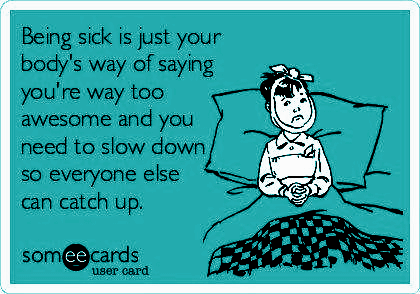 Being sick is just your
body's way of saying
you're way too
awesome and you
need to slow down
so everyone else
can catch up.
someecards
user card